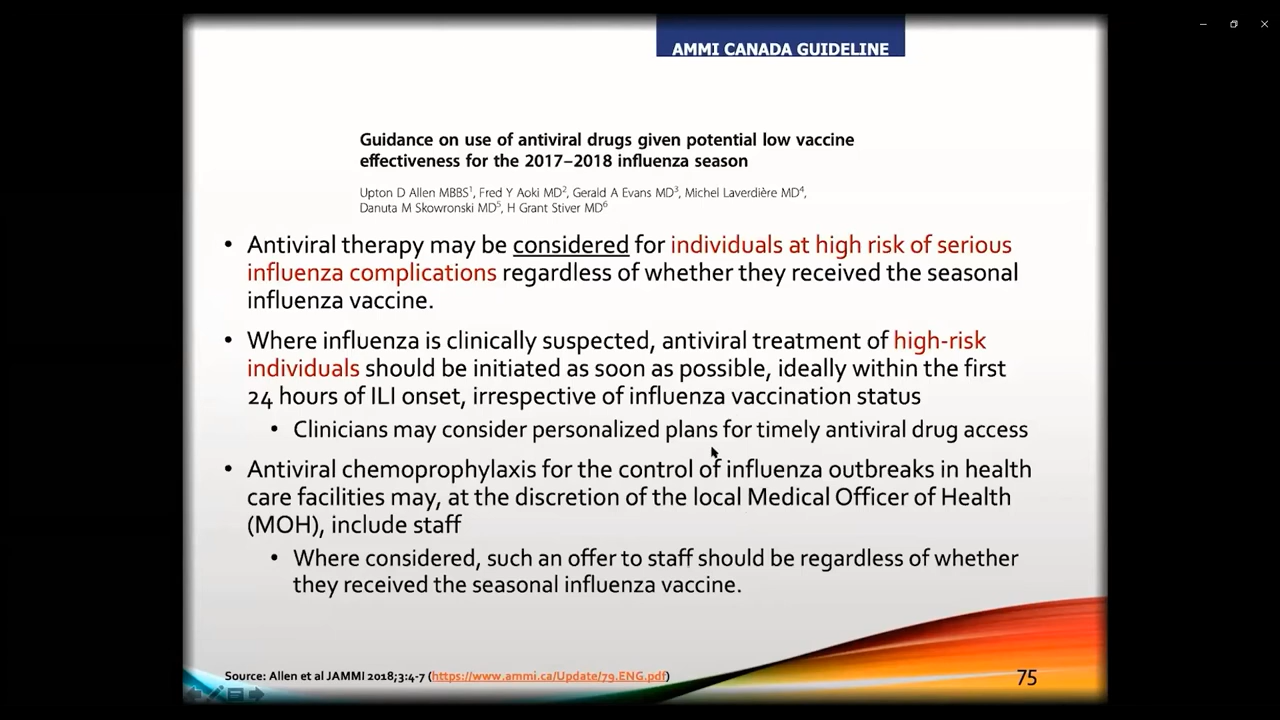 AMMI CANADA GUIDELINE
Guidance on use of antiviral drugs given potential low vaccine
effectiveness for the 2017–2018 influenza season
Upton D Allen MBBS1, Fred Y Aoki MD2, Gerald A Evans MD3, Michel Laverdière MD4,
Danuta M Skowronski MD5, H Grant Stiver MD6
• Antiviral therapy may be considered for individuals at high risk of serious
influenza complications regardless of whether they received the seasonal
influenza vaccine.
• Where influenza is clinically suspected, antiviral treatment of high-risk
individuals should be initiated as soon as possible, ideally within the first
24 hours of ILI onset, irrespective of influenza vaccination status
• Clinicians may consider personalized plans for timely antiviral drug access
• Antiviral chemoprophylaxis for the control of influenza outbreaks in health
care facilities may, at the discretion of the local Medical Officer of Health
(MOH), include staff
• Where considered, such an offer to staff should be regardless of whether
they received the seasonal influenza vaccine.
Source: Allen et al JAMMI 2018;3:4-7 (https://www.ammi.ca/Update/79.ENG.pdf)
75